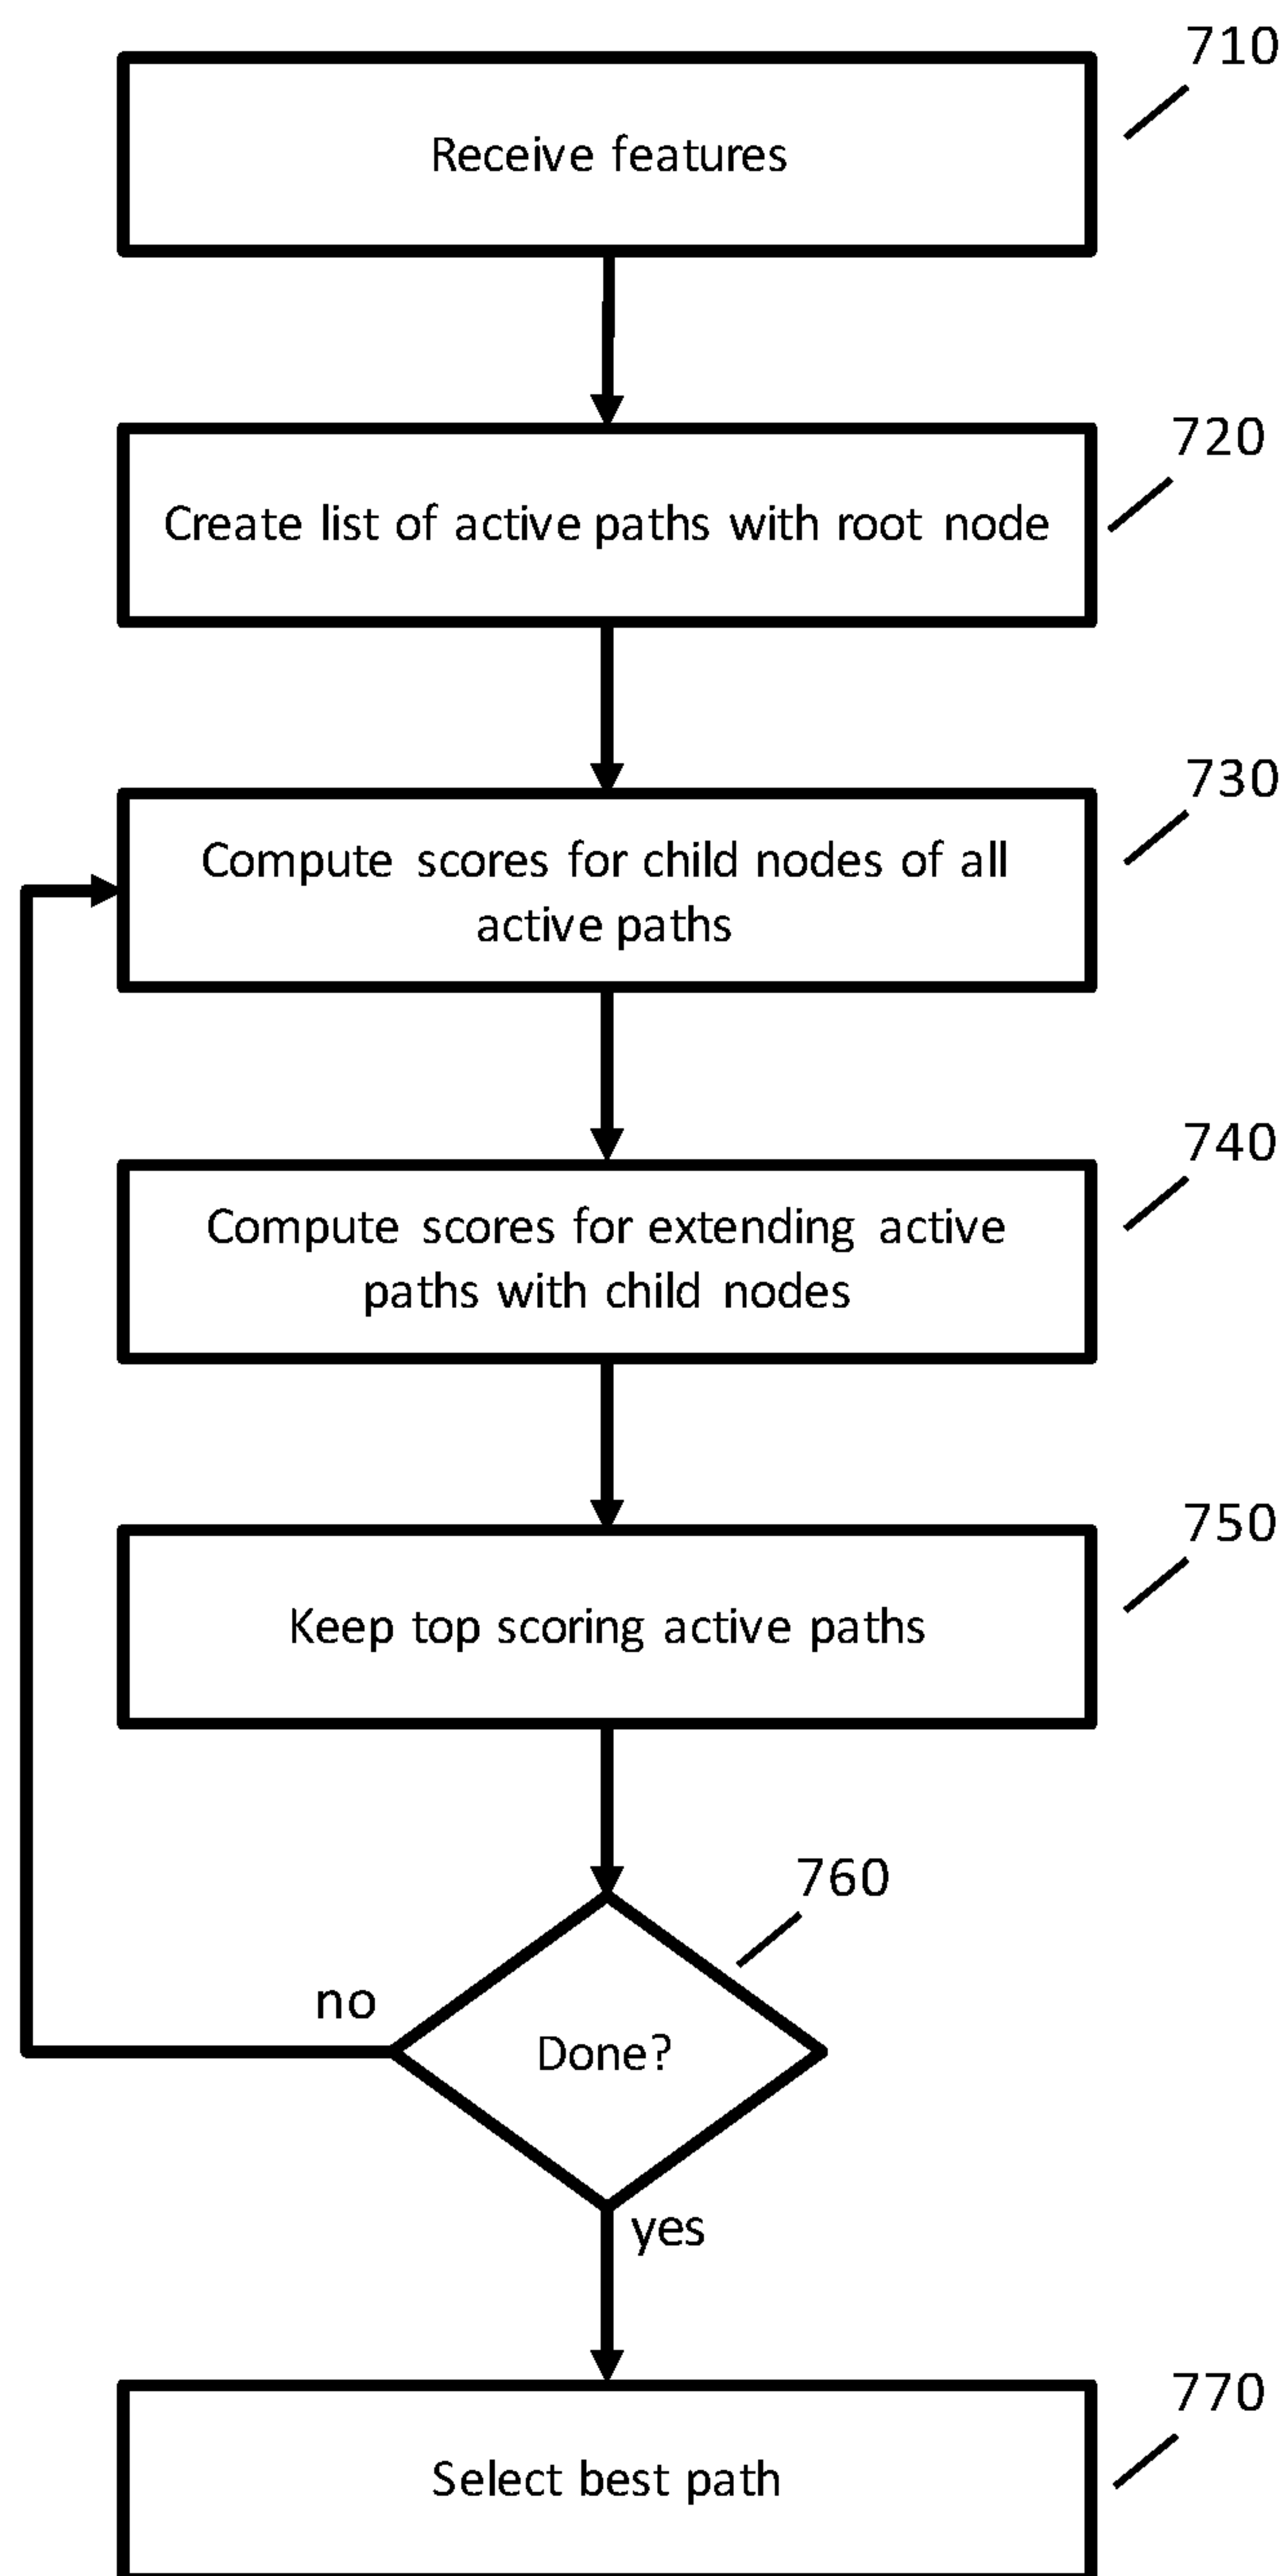 710
Receive features
720
Create list of active paths with root node
730
Compute scores for child nodes of all
active paths
740
Compute scores for extending active
paths with child nodes
750
Keep top scoring active paths
760
no
Done?
yes
770
Select best path